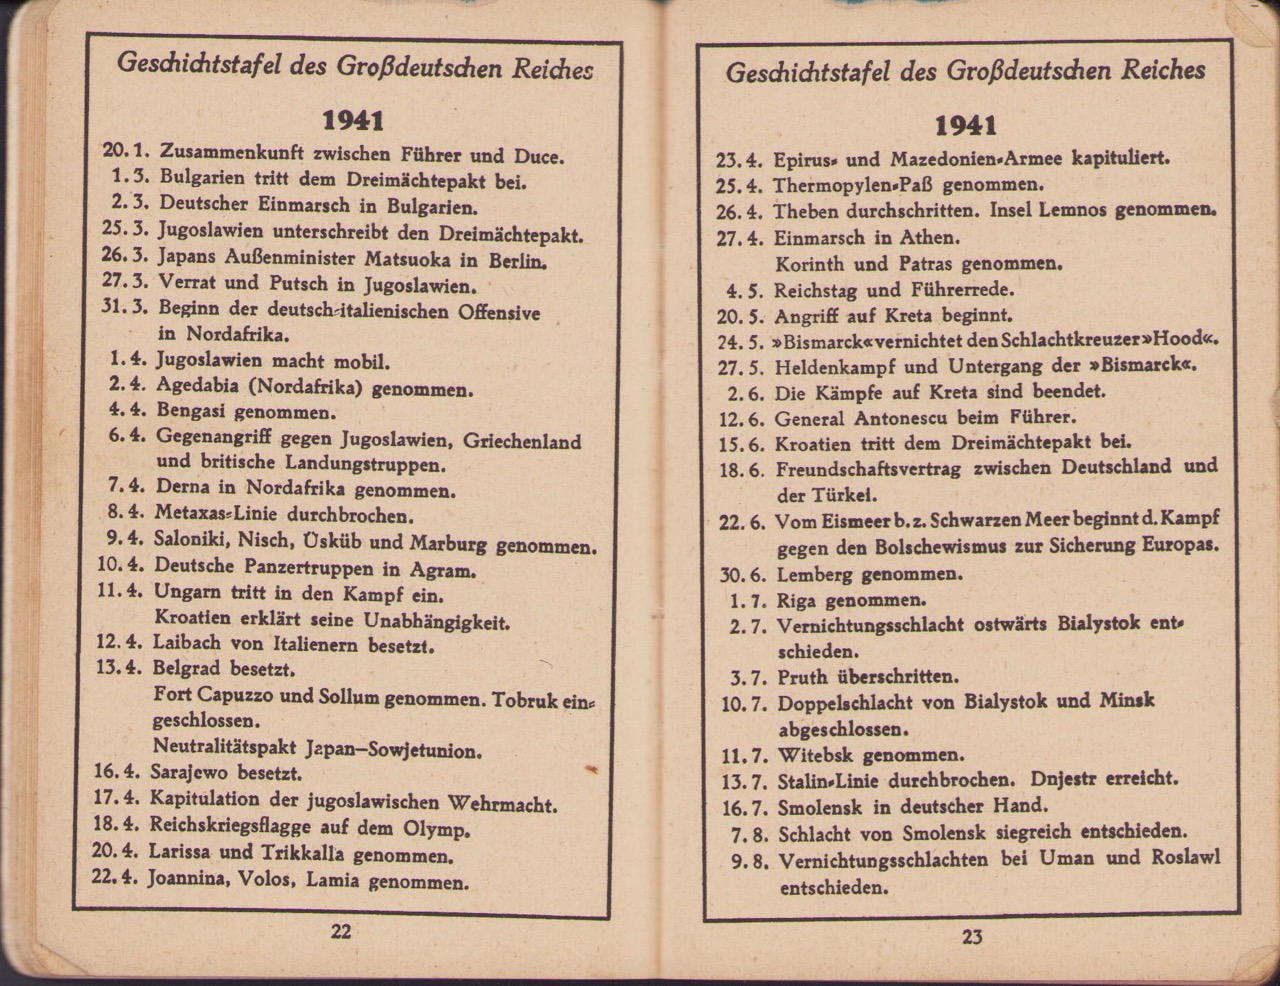 Geschichtstafel des Großdeutschen Reiches
1941
20. 1. Zusammenkunft zwischen Führer und Duce.
1. 3. Bulgarien tritt dem Dreimächtepakt bei.
2. 3. Deutscher Einmarsch in Bulgarien.
25. 3. Jugoslawien unterschreibt den Dreimächtepakt.
26. 3. Japans Außenminister Matsuoka in Berlin.
27. 3. Verrat und Putsch in Jugoslawien.
31. 3. Beginn der deutsch-italienischen Offensive
in Nordafrika.
1. 4. Jugoslawien macht mobil.
2. 4. Agedabia (Nordafrika) genommen.
4. 4. Bengasi genommen.
6. 4. Gegenangriff gegen Jugoslawien, Griechenland
und britische Landungstruppen.
7. 4. Derna in Nordafrika genommen.
8. 4. Metaxas-Linie durchbrochen.
9. 4. Saloniki, Nisch, Üsküb und Marburg genommen.
10. 4. Deutsche Panzertruppen in Agram.
11. 4. Ungarn tritt in den Kampf ein.
Kroatien erklärt seine Unabhängigkeit.
12. 4. Laibach von Italienern besetzt.
13. 4. Belgrad besetzt.
Fort Capuzzo und Sollum genommen. Tobruk ein-
geschlossen.
Neutralitätspakt Japan—Sowjetunion.
16. 4. Sarajewo besetzt.
17. 4. Kapitulation der jugoslawischen Wehrmacht.
18. 4. Reichskriegsflagge auf dem Olymp.
20. 4. Larissa und Trikkalla genommen.
22. 4. Joannina, Volos, Lamia genommen.
22
Geschichtstafel des Großdeutschen Reiches
1941
23. 4. Epirus- und Mazedonien-Armee kapituliert.
25. 4. Thermopylen-Paß genommen.
26. 4. Theben durchschritten. Insel Lemnos genommen.
27. 4. Einmarsch in Athen.
Korinth und Patras genommen.
4. 5. Reichstag und Führerrede.
20. 5. Angriff auf Kreta beginnt.
24. 5. »Bismarck« vernichtet den Schlachtkreuzer »Hood«.
27. 5. Heldenkampf und Untergang der »Bismarck«.
2. 6. Die Kämpfe auf Kreta sind beendet.
12. 6. General Antonescu beim Führer.
15. 6. Kroatien tritt dem Dreimächtepakt bei.
18. 6. Freundschaftsvertrag zwischen Deutschland und
der Türkei.
22. 6. Vom Eismeer b. z. Schwarzen Meer beginnt d. Kampf
gegen den Bolschewismus zur Sicherung Europas.
30. 6. Lemberg genommen.
1. 7. Riga genommen.
2. 7. Vernichtungsschlacht ostwärts Bialystok ent-
schieden.
3. 7. Pruth überschritten.
10. 7. Doppelschlacht von Bialystok und Minsk
abgeschlossen.
11. 7. Witebsk genommen.
13. 7. Stalin-Linie durchbrochen. Dnjestr erreicht.
16. 7. Smolensk in deutscher Hand.
7. 8. Schlacht von Smolensk siegreich entschieden.
9. 8. Vernichtungsschlachten bei Uman und Roslawl
entschieden.
23